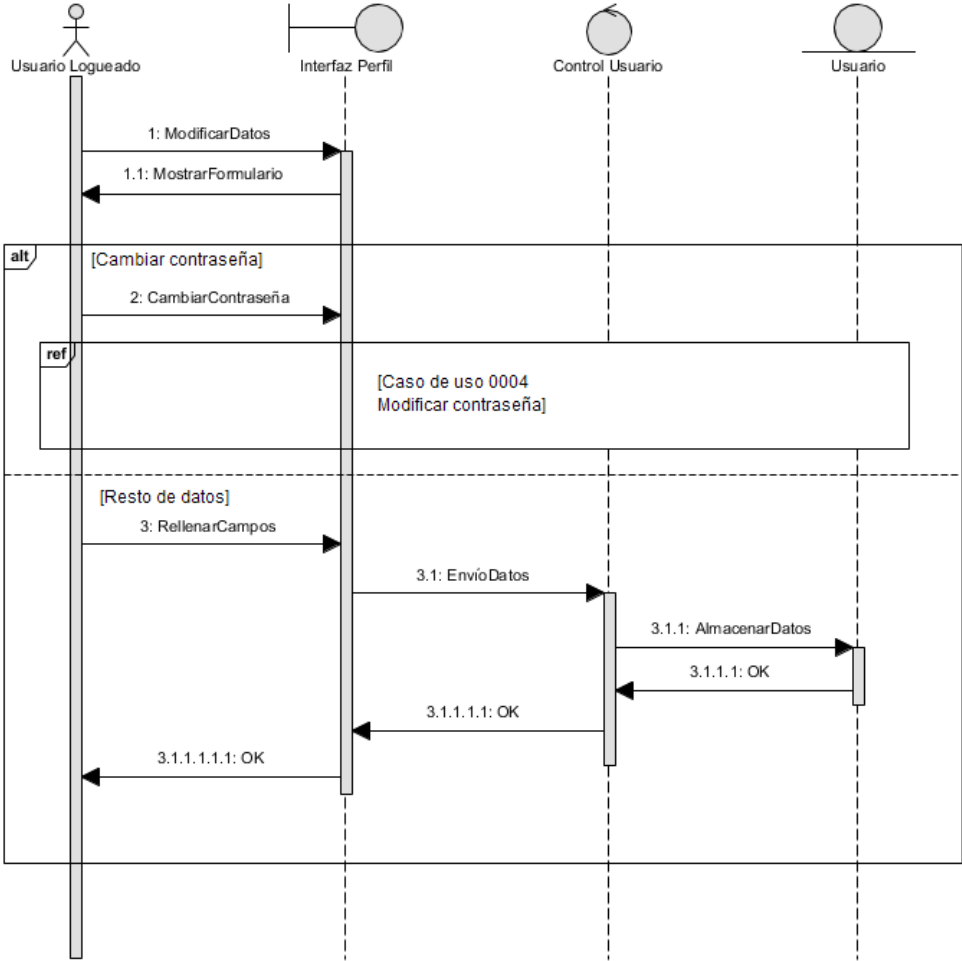 Usuario Logueado
Interfaz Perfil
Control Usuario
Usuario
1: ModificarDatos
1.1: MostrarFormulario
alt
[Cambiar contraseña]
2: CambiarContraseña
ref
[Caso de uso 0004
Modificar contraseña]
[Resto de datos]
3: RellenarCampos
3.1: EnvíoDatos
3.1.1: AlmacenarDatos
3.1.1.1: OK
3.1.1.1.1: OK
3.1.1.1.1.1: OK